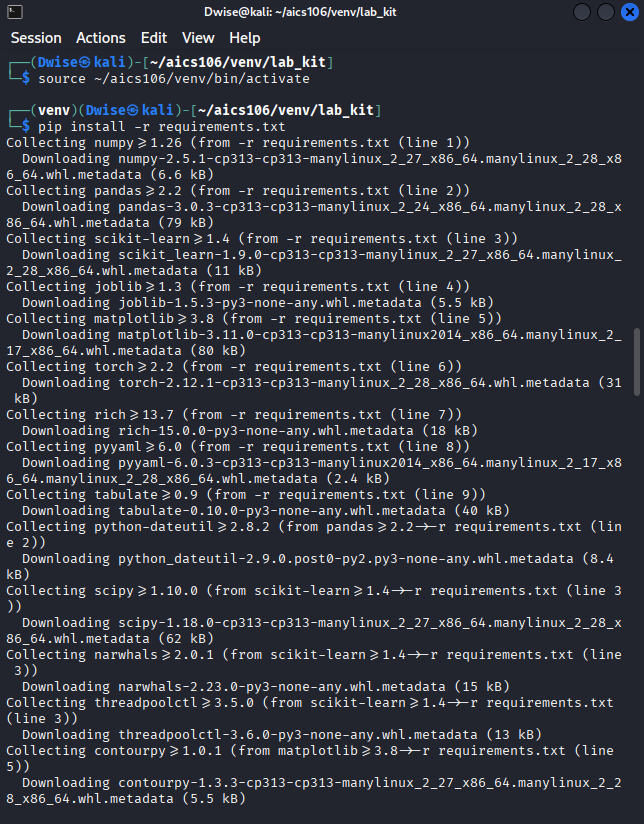 Dwise@kali: ~/aics106/venv/lab_kit
Session Actions Edit View Help
┌──(Dwise㉿kali)-[~/aics106/venv/lab_kit]
└─$ source ~/aics106/venv/bin/activate
┌──(venv)(Dwise㉿kali)-[~/aics106/venv/lab_kit]
└─$ pip install -r requirements.txt
Collecting numpy>=1.26 (from -r requirements.txt (line 1))
  Downloading numpy-2.5.1-cp313-cp313-manylinux_2_27_x86_64.manylinux_2_28_x8
6_64.whl.metadata (6.6 kB)
Collecting pandas>=2.2 (from -r requirements.txt (line 2))
  Downloading pandas-3.0.3-cp313-cp313-manylinux_2_24_x86_64.manylinux_2_28_x
86_64.whl.metadata (79 kB)
Collecting scikit-learn>=1.4 (from -r requirements.txt (line 3))
  Downloading scikit_learn-1.9.0-cp313-cp313-manylinux_2_27_x86_64.manylinux_
2_28_x86_64.whl.metadata (11 kB)
Collecting joblib>=1.3 (from -r requirements.txt (line 4))
  Downloading joblib-1.5.3-py3-none-any.whl.metadata (5.5 kB)
Collecting matplotlib>=3.8 (from -r requirements.txt (line 5))
  Downloading matplotlib-3.11.0-cp313-cp313-manylinux2014_x86_64.manylinux_2_
17_x86_64.whl.metadata (80 kB)
Collecting torch>=2.2 (from -r requirements.txt (line 6))
  Downloading torch-2.12.1-cp313-cp313-manylinux_2_28_x86_64.whl.metadata (31
 kB)
Collecting rich>=13.7 (from -r requirements.txt (line 7))
  Downloading rich-15.0.0-py3-none-any.whl.metadata (18 kB)
Collecting pyyaml>=6.0 (from -r requirements.txt (line 8))
  Downloading pyyaml-6.0.3-cp313-cp313-manylinux2014_x86_64.manylinux_2_17_x8
6_64.manylinux_2_28_x86_64.whl.metadata (2.4 kB)
Collecting tabulate>=0.9 (from -r requirements.txt (line 9))
  Downloading tabulate-0.10.0-py3-none-any.whl.metadata (40 kB)
Collecting python-dateutil>=2.8.2 (from pandas>=2.2->-r requirements.txt (lin
e 2))
  Downloading python_dateutil-2.9.0.post0-py2.py3-none-any.whl.metadata (8.4
kB)
Collecting scipy>=1.10.0 (from scikit-learn>=1.4->-r requirements.txt (line 3
))
  Downloading scipy-1.18.0-cp313-cp313-manylinux_2_27_x86_64.manylinux_2_28_x
86_64.whl.metadata (62 kB)
Collecting narwhals>=2.0.1 (from scikit-learn>=1.4->-r requirements.txt (line
 3))
  Downloading narwhals-2.23.0-py3-none-any.whl.metadata (15 kB)
Collecting threadpoolctl>=3.5.0 (from scikit-learn>=1.4->-r requirements.txt
(line 3))
  Downloading threadpoolctl-3.6.0-py3-none-any.whl.metadata (13 kB)
Collecting contourpy>=1.0.1 (from matplotlib>=3.8->-r requirements.txt (line
5))
  Downloading contourpy-1.3.3-cp313-cp313-manylinux_2_27_x86_64.manylinux_2_2
8_x86_64.whl.metadata (5.5 kB)